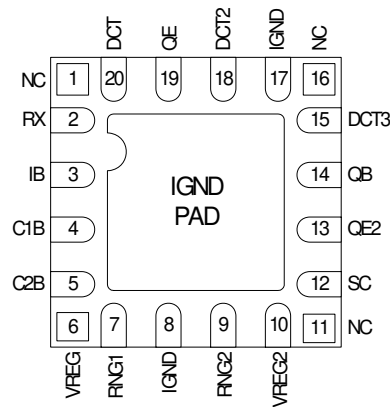 DCT QE DCT2 IGND NC
NC 1 20 19 18 17 16
RX 2 15 DCT3
IB 3 14 QB
IGND
PAD
C1B 4 13 QE2
C2B 5 12 SC
6 7 8 9 10 11 NC
VREG RNG1 IGND RNG2 VREG2